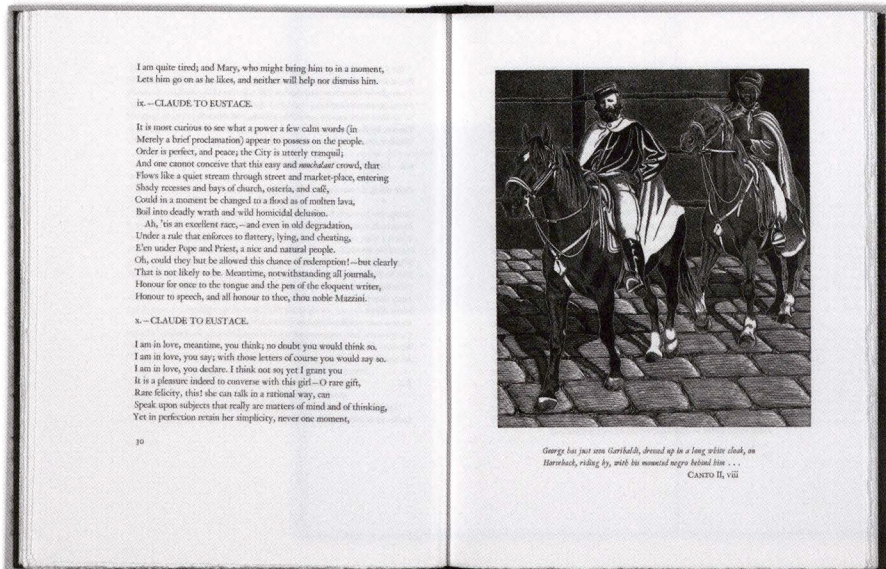 I am quite tired; and Mary, who might bring him to in a moment,
Lets him go on as he likes, and neither will help nor dismiss him.
ix.—CLAUDE TO EUSTACE.
It is most curious to see what a power a few calm words (in
Merely a brief proclamation) appear to possess on the people.
Order is perfect, and peace; the City is utterly tranquil;
And one cannot conceive that this easy and nonchalant crowd, that
Flows like a quiet stream through street and market-place, entering
Shady recesses and bays of church, osteria, and café,
Could in a moment be changed to a flood as of molten lava,
Boil into deadly wrath and wild homicidal delusion.
Ah, 'tis an excellent race,—and even in old degradation,
Under a rule that enforces to flattery, lying, and cheating,
E'en under Pope and Priest, a nice and natural people.
Oh, could they but be allowed this chance of redemption!—but clearly
That is not likely to be. Meantime, notwithstanding all journals,
Honour for once to the tongue and the pen of the eloquent writer,
Honour to speech, and all honour to thee, thou noble Mazzini.
x.—CLAUDE TO EUSTACE.
I am in love, meantime, you think; no doubt you would think so.
I am in love, you say; with those letters of course you would say so.
I am in love, you declare. I think not so; yet I grant you
It is a pleasure indeed to converse with this girl—O rare gift,
Rare felicity, this! she can talk in a rational way, can
Speak upon subjects that really are matters of mind and of thinking,
Yet in perfection retain her simplicity, never one moment,
30
George has just seen Garibaldi, dressed up in a long white cloak, on
Horseback, riding by, with his mounted negro behind him . . .
CANTO II, viii